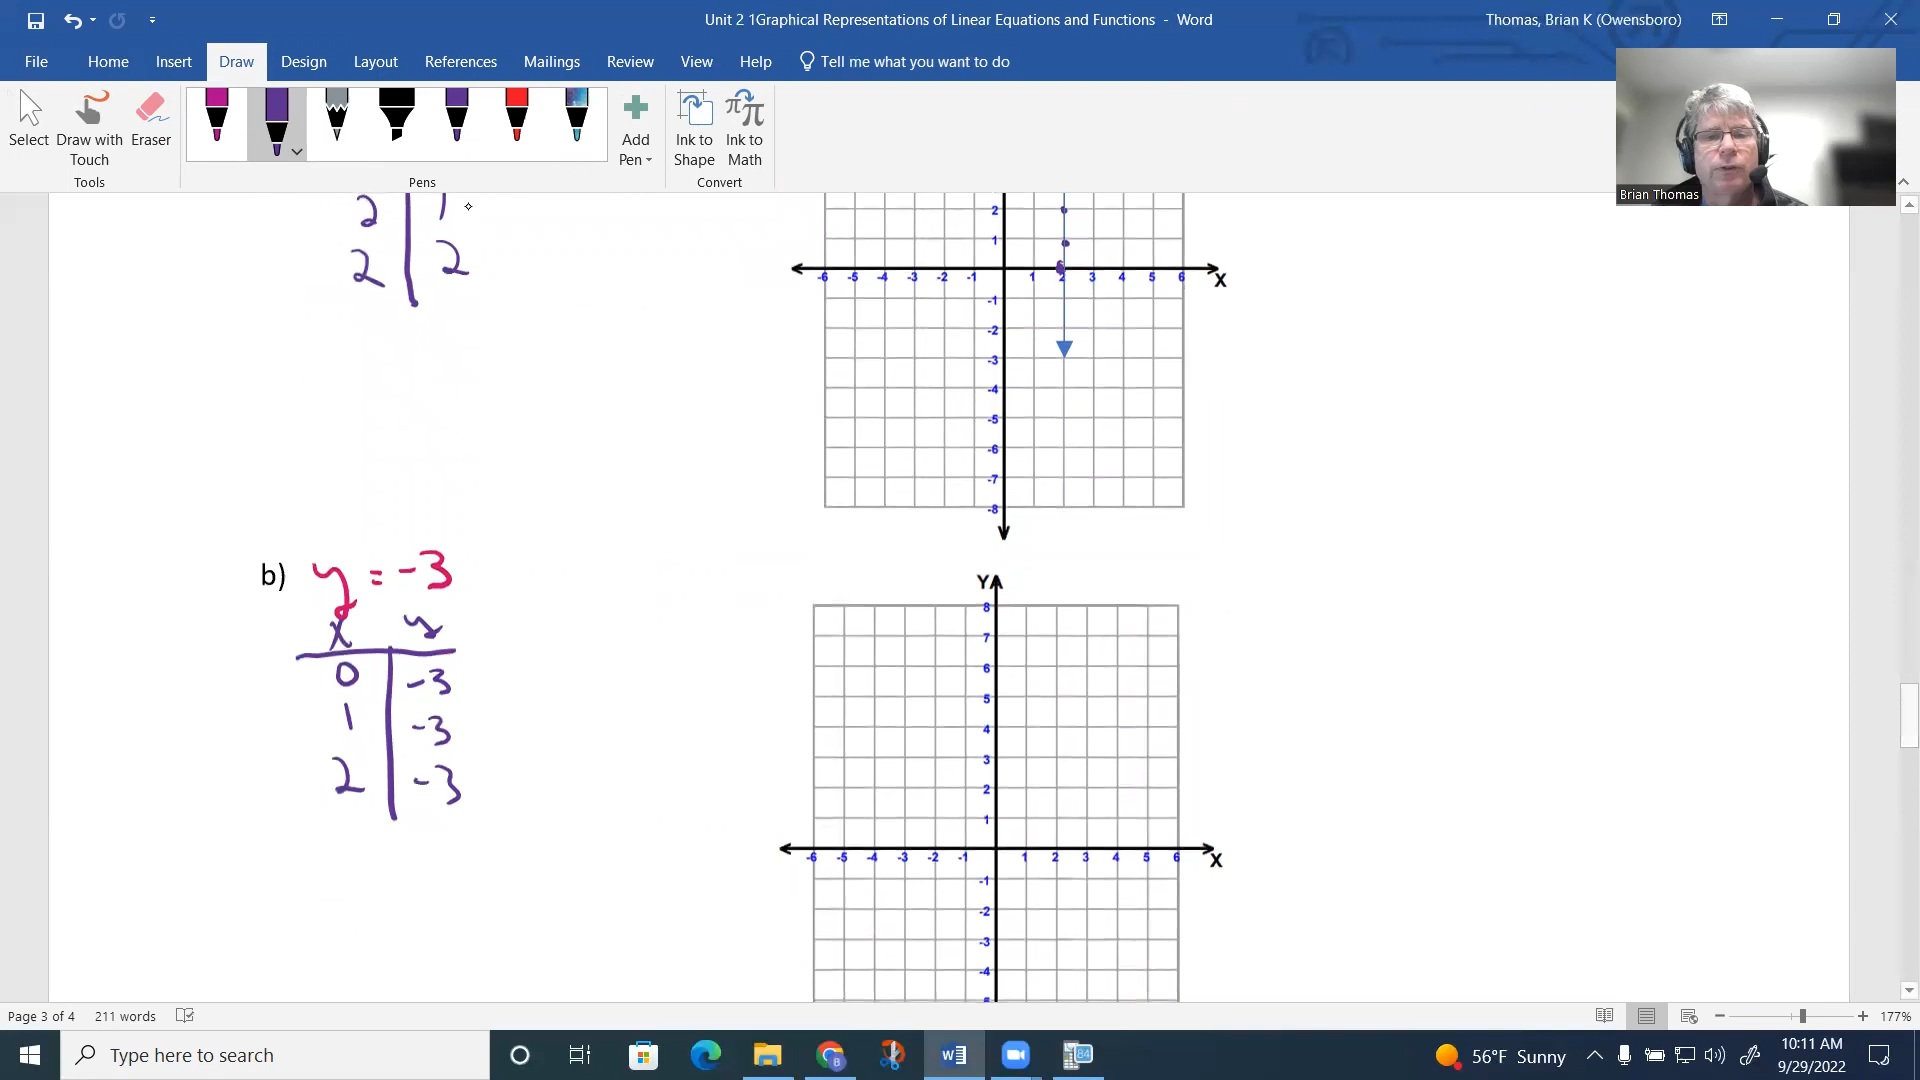 Unit 2 1Graphical Representations of Linear Equations and Functions - Word
Thomas, Brian K (Owensboro)
File Home Insert Draw Design Layout References Mailings Review View Help Tell me what you want to do
Select
Draw with Touch
Eraser
Add Pen
Ink to Shape
Ink to Math
Tools
Pens
Convert
Brian Thomas
2 1
2 2
2
1
-6 -5 -4 -3 -2 -1 1 2 3 4 5 6 X
-1
-2
-3
-4
-5
-6
-7
-8
b) y = -3
x y
0 -3
1 -3
2 -3
Y
8
7
6
5
4
3
2
1
-6 -5 -4 -3 -2 -1 1 2 3 4 5 6 X
-1
-2
-3
-4
Page 3 of 4 211 words
177%
Type here to search
84
56°F Sunny
10:11 AM
9/29/2022